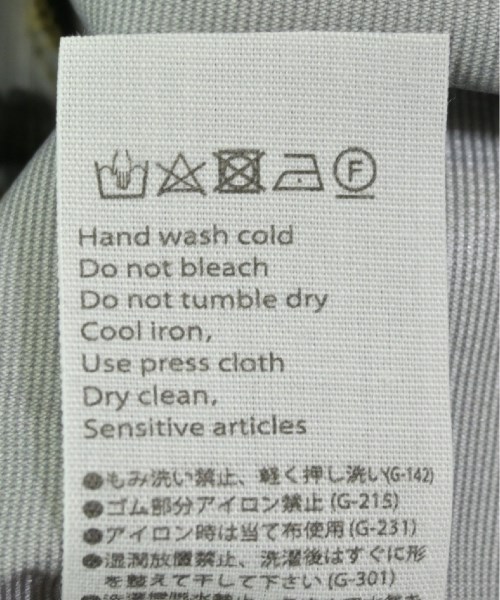 F
Hand wash cold
Do not bleach
Do not tumble dry
Cool iron,
Use press cloth
Dry clean,
Sensitive articles
●もみ洗い禁止、軽く押し洗い(G-142)
●ゴム部分アイロン禁止 (G-215)
●アイロン時は当て布使用 (G-231)
●湿潤放置禁止、洗濯後はすぐに形
を整えて干して下さい (G-301)